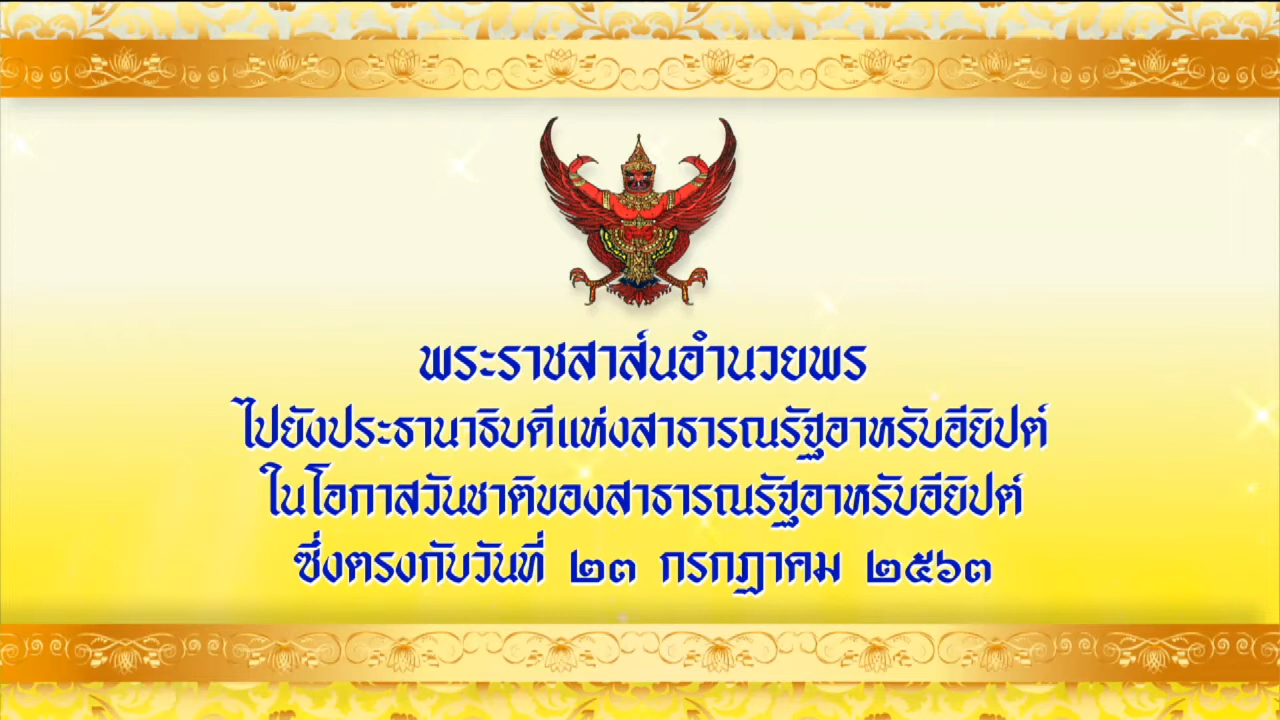 พระราชสาส์นอำนวยพร
ไปยังประธานาธิบดีแห่งสาธารณรัฐอาหรับอียิปต์
ในโอกาสวันชาติของสาธารณรัฐอาหรับอียิปต์
ซึ่งตรงกับวันที่ ๒๓ กรกฎาคม ๒๕๖๓